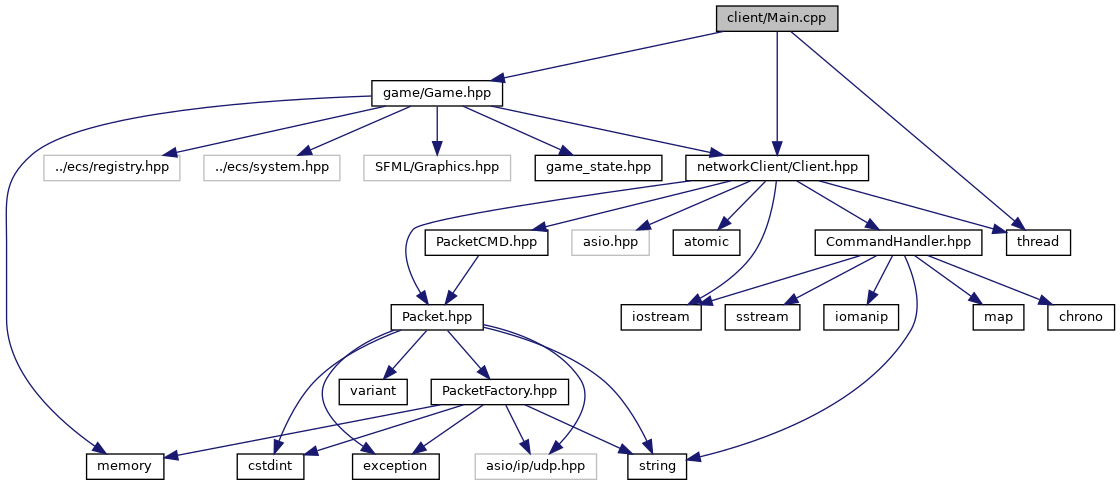 client/Main.cpp
game/Game.hpp
../ecs/registry.hpp
../ecs/system.hpp
SFML/Graphics.hpp
game_state.hpp
networkClient/Client.hpp
PacketCMD.hpp
asio.hpp
atomic
CommandHandler.hpp
thread
Packet.hpp
iostream
sstream
iomanip
map
chrono
variant
PacketFactory.hpp
memory
cstdint
exception
asio/ip/udp.hpp
string